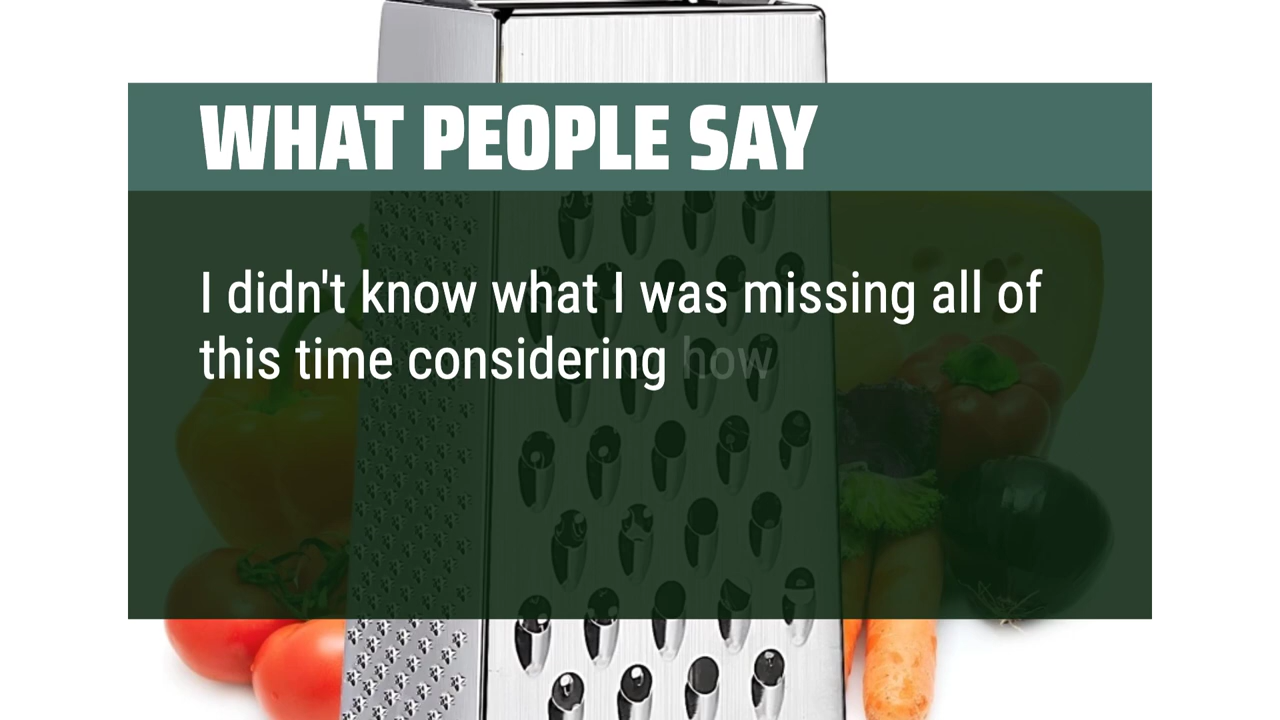 WHAT PEOPLE SAY
I didn't know what I was missing all of
this time considering how